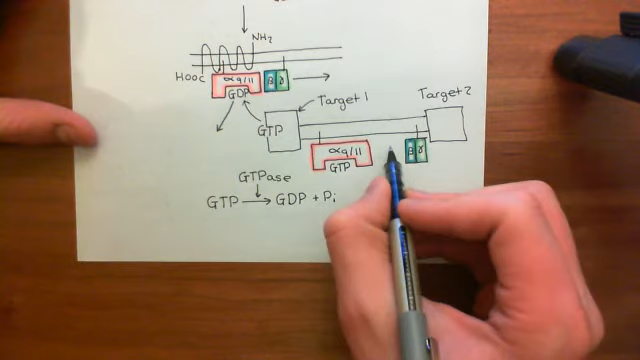 NH₂
HOOC
αq/11
β γ
GDP
Target 1
Target 2
GTP
αq/11
β γ
GTP
GTPase
GTP → GDP + Pi